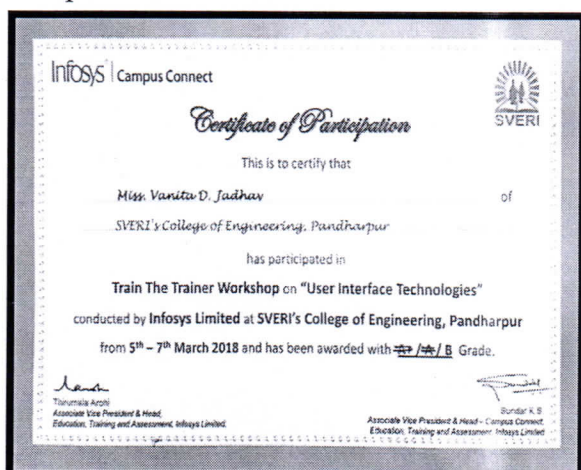 Infosys | Campus Connect
SVERI
Certificate of Participation
This is to certify that
Miss. Vanita D. Jadhav of
SVERI's College of Engineering, Pandharpur
has participated in
Train The Trainer Workshop on "User Interface Technologies"
conducted by Infosys Limited at SVERI's College of Engineering, Pandharpur
from 5th – 7th March 2018 and has been awarded with A+ / A / B Grade.
Thirumala Arohi
Associate Vice President & Head,
Education, Training and Assessment, Infosys Limited.
Sundar K S
Associate Vice President & Head – Campus Connect,
Education, Training and Assessment, Infosys Limited